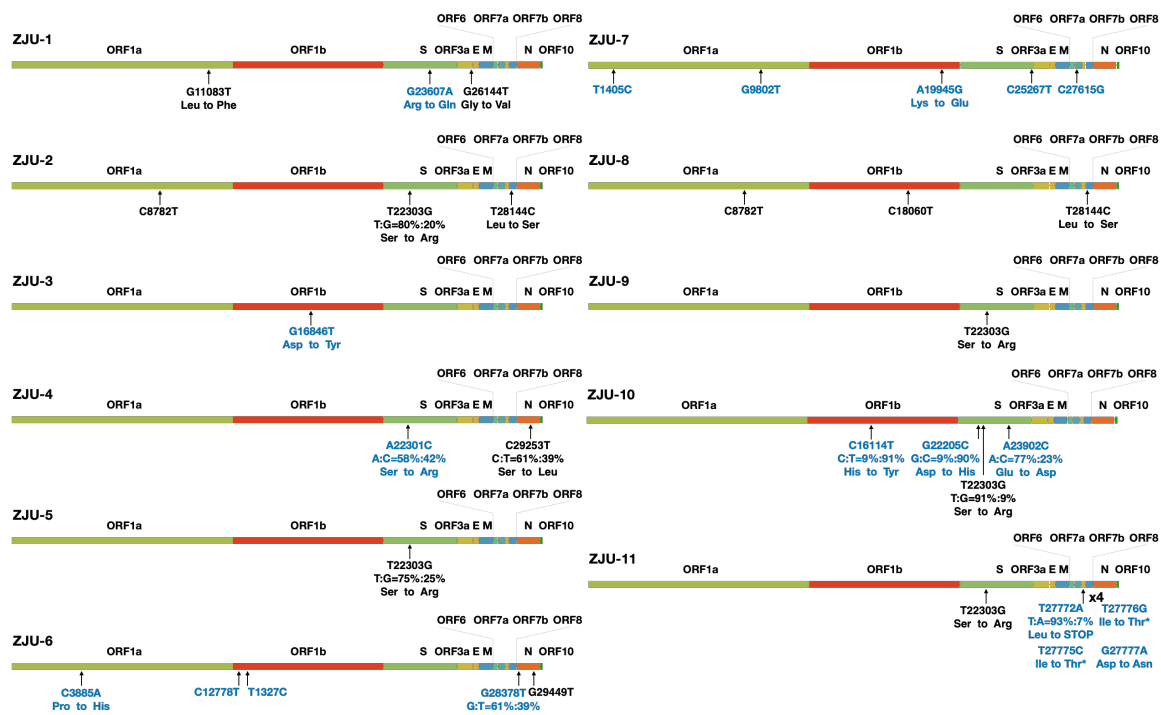 ORF6 ORF7a ORF7b ORF8
ZJU-1
ORF1a ORF1b S ORF3a E M N ORF10
G11083T
Leu to Phe
G23607A
Arg to Gln
G26144T
Gly to Val
ORF6 ORF7a ORF7b ORF8
ZJU-2
ORF1a ORF1b S ORF3a E M N ORF10
C8782T
T22303G
T:G=80%:20%
Ser to Arg
T28144C
Leu to Ser
ORF6 ORF7a ORF7b ORF8
ZJU-3
ORF1a ORF1b S ORF3a E M N ORF10
G16846T
Asp to Tyr
ORF6 ORF7a ORF7b ORF8
ZJU-4
ORF1a ORF1b S ORF3a E M N ORF10
A22301C
A:C=58%:42%
Ser to Arg
C29253T
C:T=61%:39%
Ser to Leu
ORF6 ORF7a ORF7b ORF8
ZJU-5
ORF1a ORF1b S ORF3a E M N ORF10
T22303G
T:G=75%:25%
Ser to Arg
ORF6 ORF7a ORF7b ORF8
ZJU-6
ORF1a ORF1b S ORF3a E M N ORF10
C3885A
Pro to His
C12778T
T1327C
G28378T
G:T=61%:39%
G29449T
ORF6 ORF7a ORF7b ORF8
ZJU-7
ORF1a ORF1b S ORF3a E M N ORF10
T1405C
G9802T
A19945G
Lys to Glu
C25267T
C27615G
ORF6 ORF7a ORF7b ORF8
ZJU-8
ORF1a ORF1b S ORF3a E M N ORF10
C8782T
C18060T
T28144C
Leu to Ser
ORF6 ORF7a ORF7b ORF8
ZJU-9
ORF1a ORF1b S ORF3a E M N ORF10
T22303G
Ser to Arg
ORF6 ORF7a ORF7b ORF8
ZJU-10
ORF1a ORF1b S ORF3a E M N ORF10
C16114T
C:T=9%:91%
His to Tyr
G22205C
G:C=9%:90%
Asp to His
A23902C
A:C=77%:23%
Glu to Asp
T22303G
T:G=91%:9%
Ser to Arg
ORF6 ORF7a ORF7b ORF8
ZJU-11
ORF1a ORF1b S ORF3a E M N ORF10
x4
T22303G
Ser to Arg
T27772A
T:A=93%:7%
Leu to STOP
T27776G
Ile to Thr*
T27775C
Ile to Thr*
G27777A
Asp to Asn